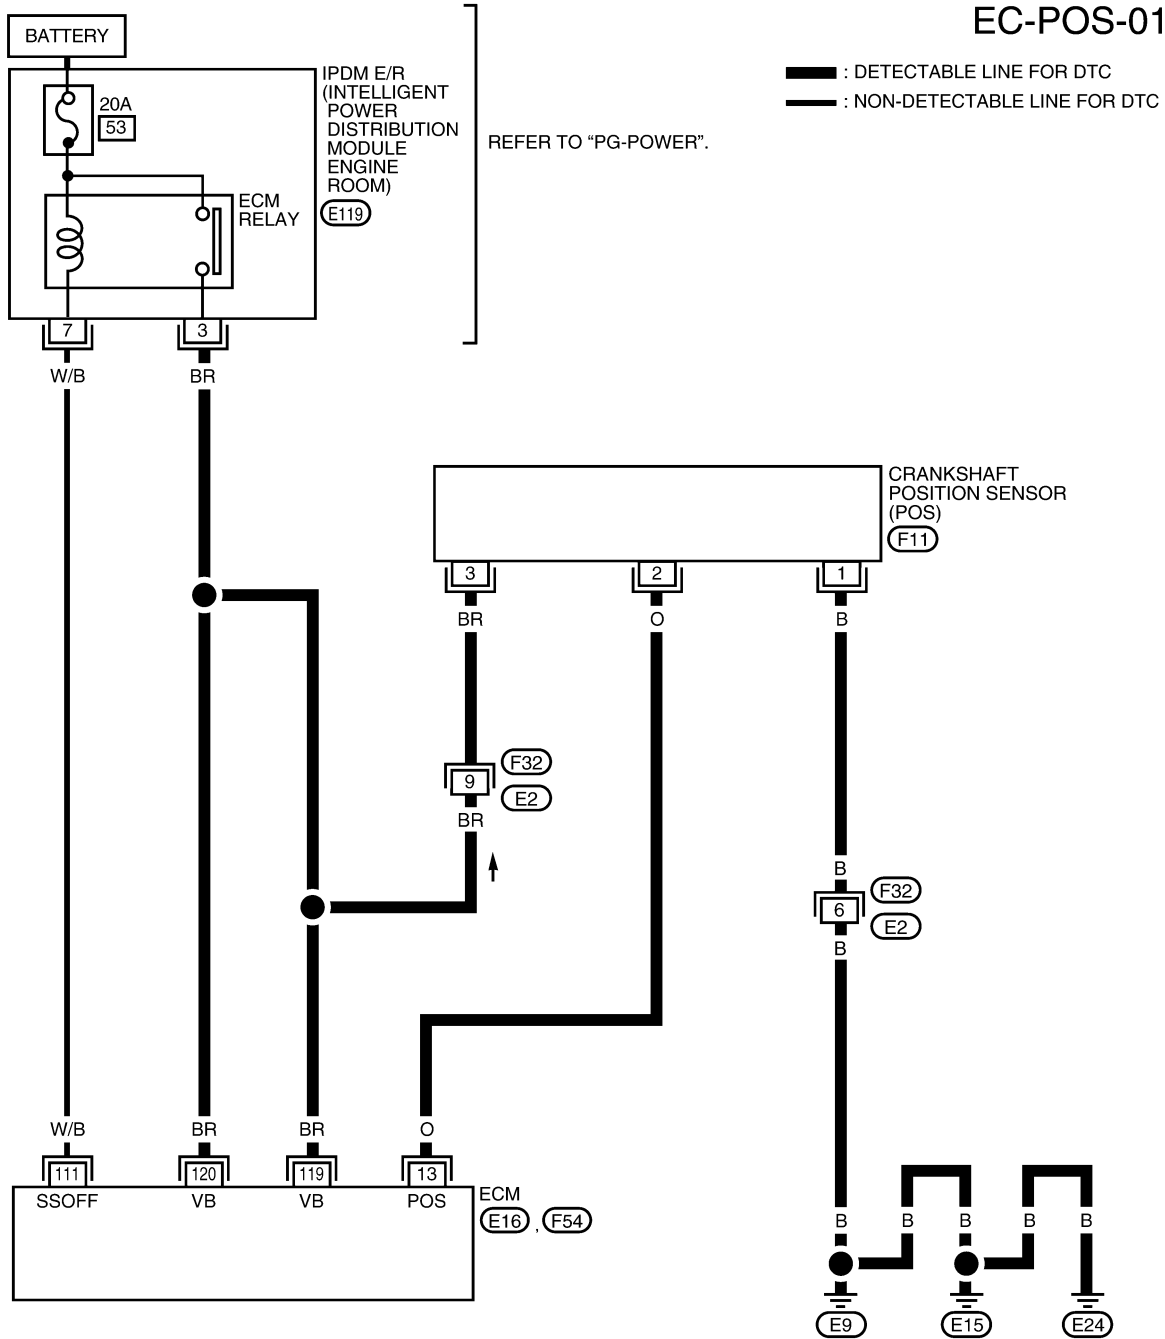 EC-POS-01
BATTERY
: DETECTABLE LINE FOR DTC
: NON-DETECTABLE LINE FOR DTC
20A
53
IPDM E/R
(INTELLIGENT
POWER
DISTRIBUTION
MODULE
ENGINE
ROOM)
E119
REFER TO “PG-POWER”.
ECM
RELAY
7
3
W/B
BR
CRANKSHAFT
POSITION SENSOR
(POS)
F11
3
2
1
BR
O
B
F32
9
E2
BR
B
F32
6
E2
B
W/B
BR
BR
O
111
120
119
13
SSOFF
VB
VB
POS
ECM
E16 , F54
B
B
B
B
B
E9
E15
E24